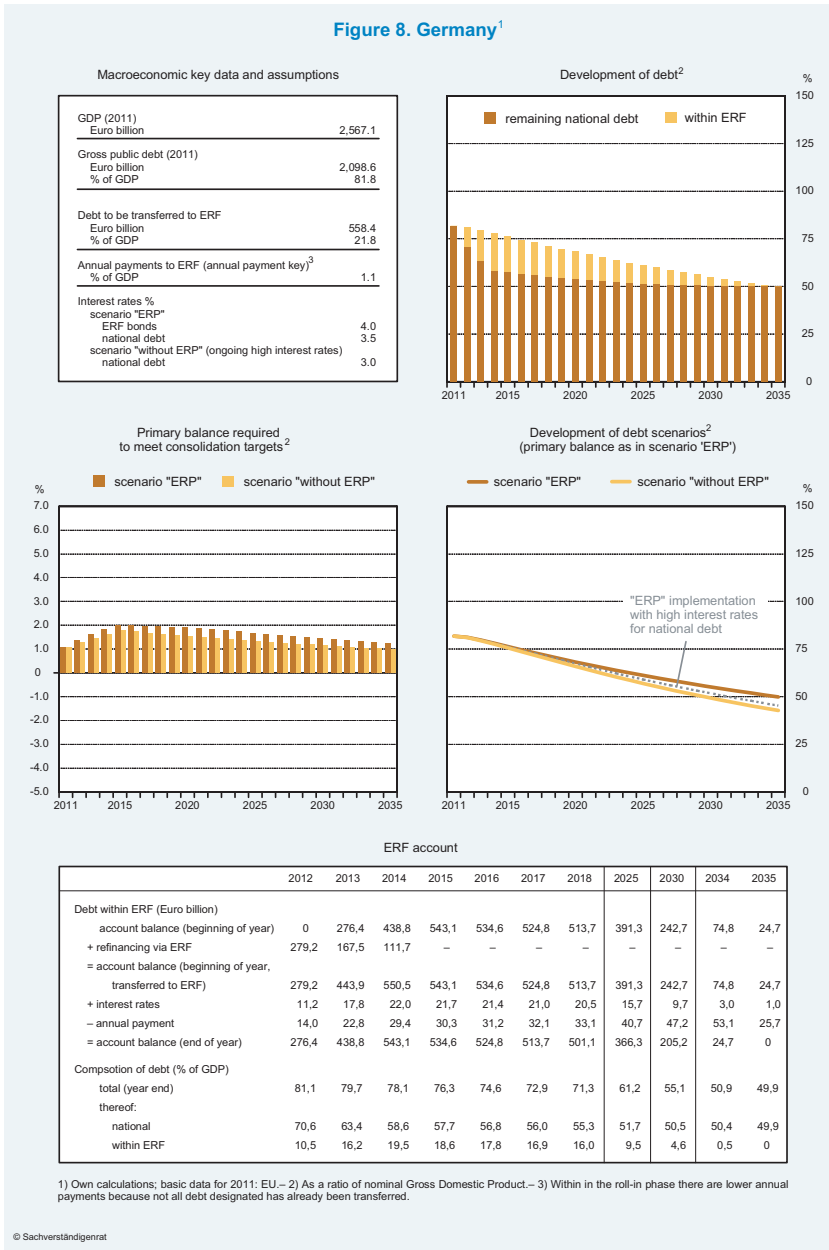 Figure 8. Germany1
Macroeconomic key data and assumptions
GDP (2011)
Euro billion 2,567.1
Gross public debt (2011)
Euro billion 2,098.6
% of GDP 81.8
Debt to be transferred to ERF
Euro billion 558.4
% of GDP 21.8
Annual payments to ERF (annual payment key)3
% of GDP 1.1
Interest rates %
scenario "ERP"
ERF bonds 4.0
national debt 3.5
scenario "without ERP" (ongoing high interest rates)
national debt 3.0
Development of debt2
%
remaining national debt within ERF
150
125
100
75
50
25
0
2011 2015 2020 2025 2030 2035
Primary balance required
to meet consolidation targets2
scenario "ERP" scenario "without ERP"
%
7.0
6.0
5.0
4.0
3.0
2.0
1.0
0
-1.0
-2.0
-3.0
-4.0
-5.0
2011 2015 2020 2025 2030 2035
Development of debt scenarios2
(primary balance as in scenario 'ERP')
scenario "ERP" scenario "without ERP"
%
150
125
100
75
50
25
0
"ERP" implementation
with high interest rates
for national debt
2011 2015 2020 2025 2030 2035
ERF account
2012 2013 2014 2015 2016 2017 2018 2025 2030 2034 2035
Debt within ERF (Euro billion)
account balance (beginning of year) 0 276,4 438,8 543,1 534,6 524,8 513,7 391,3 242,7 74,8 24,7
+ refinancing via ERF 279,2 167,5 111,7 – – – – – – – –
= account balance (beginning of year,
transferred to ERF) 279,2 443,9 550,5 543,1 534,6 524,8 513,7 391,3 242,7 74,8 24,7
+ interest rates 11,2 17,8 22,0 21,7 21,4 21,0 20,5 15,7 9,7 3,0 1,0
– annual payment 14,0 22,8 29,4 30,3 31,2 32,1 33,1 40,7 47,2 53,1 25,7
= account balance (end of year) 276,4 438,8 543,1 534,6 524,8 513,7 501,1 366,3 205,2 24,7 0
Compsotion of debt (% of GDP)
total (year end) 81,1 79,7 78,1 76,3 74,6 72,9 71,3 61,2 55,1 50,9 49,9
thereof:
national 70,6 63,4 58,6 57,7 56,8 56,0 55,3 51,7 50,5 50,4 49,9
within ERF 10,5 16,2 19,5 18,6 17,8 16,9 16,0 9,5 4,6 0,5 0
1) Own calculations; basic data for 2011: EU.– 2) As a ratio of nominal Gross Domestic Product.– 3) Within in the roll-in phase there are lower annual
payments because not all debt designated has already been transferred.
© Sachverständigenrat